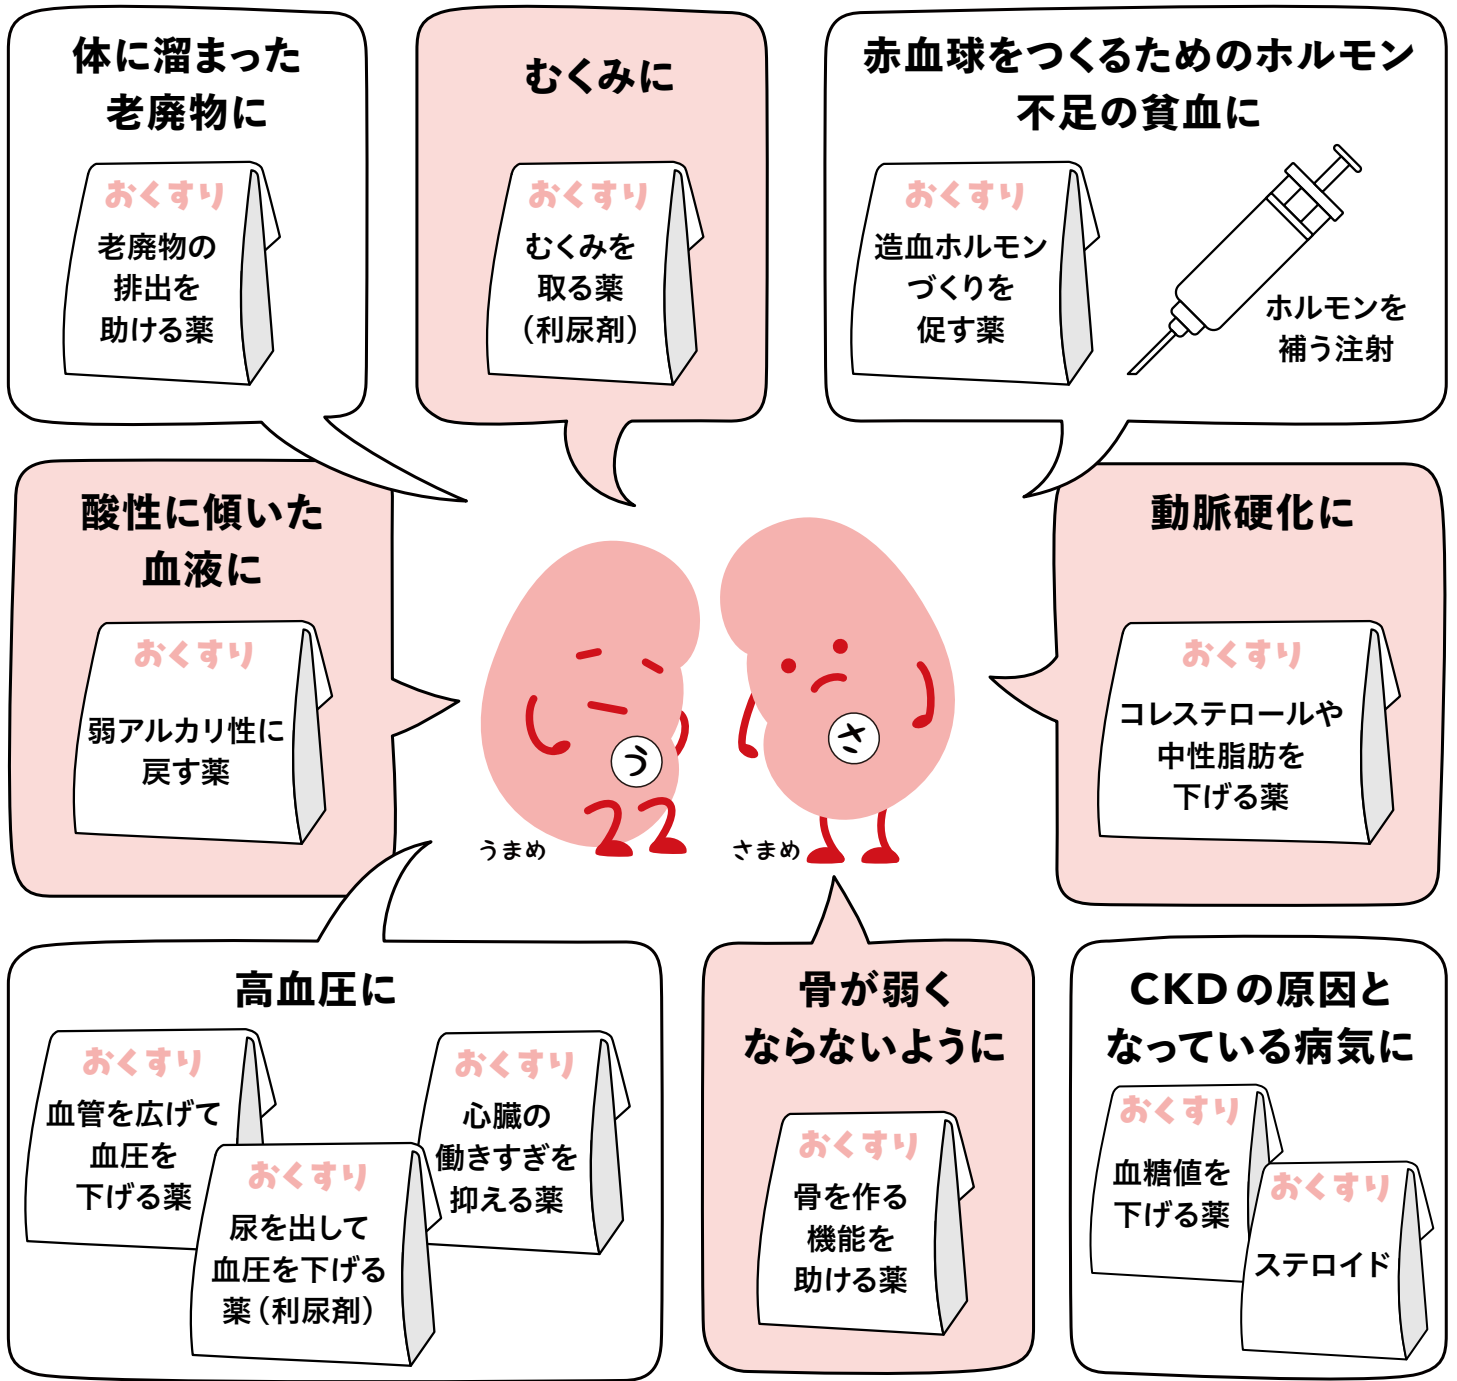 体に溜まった
老廃物に
おくすり
老廃物の
排出を
助ける薬
むくみに
おくすり
むくみを
取る薬
（利尿剤）
赤血球をつくるためのホルモン
不足の貧血に
おくすり
造血ホルモン
づくりを
促す薬
ホルモンを
補う注射
酸性に傾いた
血液に
おくすり
弱アルカリ性に
戻す薬
う
うまめ
さ
さまめ
動脈硬化に
おくすり
コレステロールや
中性脂肪を
下げる薬
高血圧に
おくすり
血管を広げて
血圧を
下げる薬
おくすり
尿を出して
血圧を下げる
薬（利尿剤）
おくすり
心臓の
働きすぎを
抑える薬
骨が弱く
ならないように
おくすり
骨を作る
機能を
助ける薬
CKDの原因と
なっている病気に
おくすり
血糖値を
下げる薬
おくすり
ステロイド